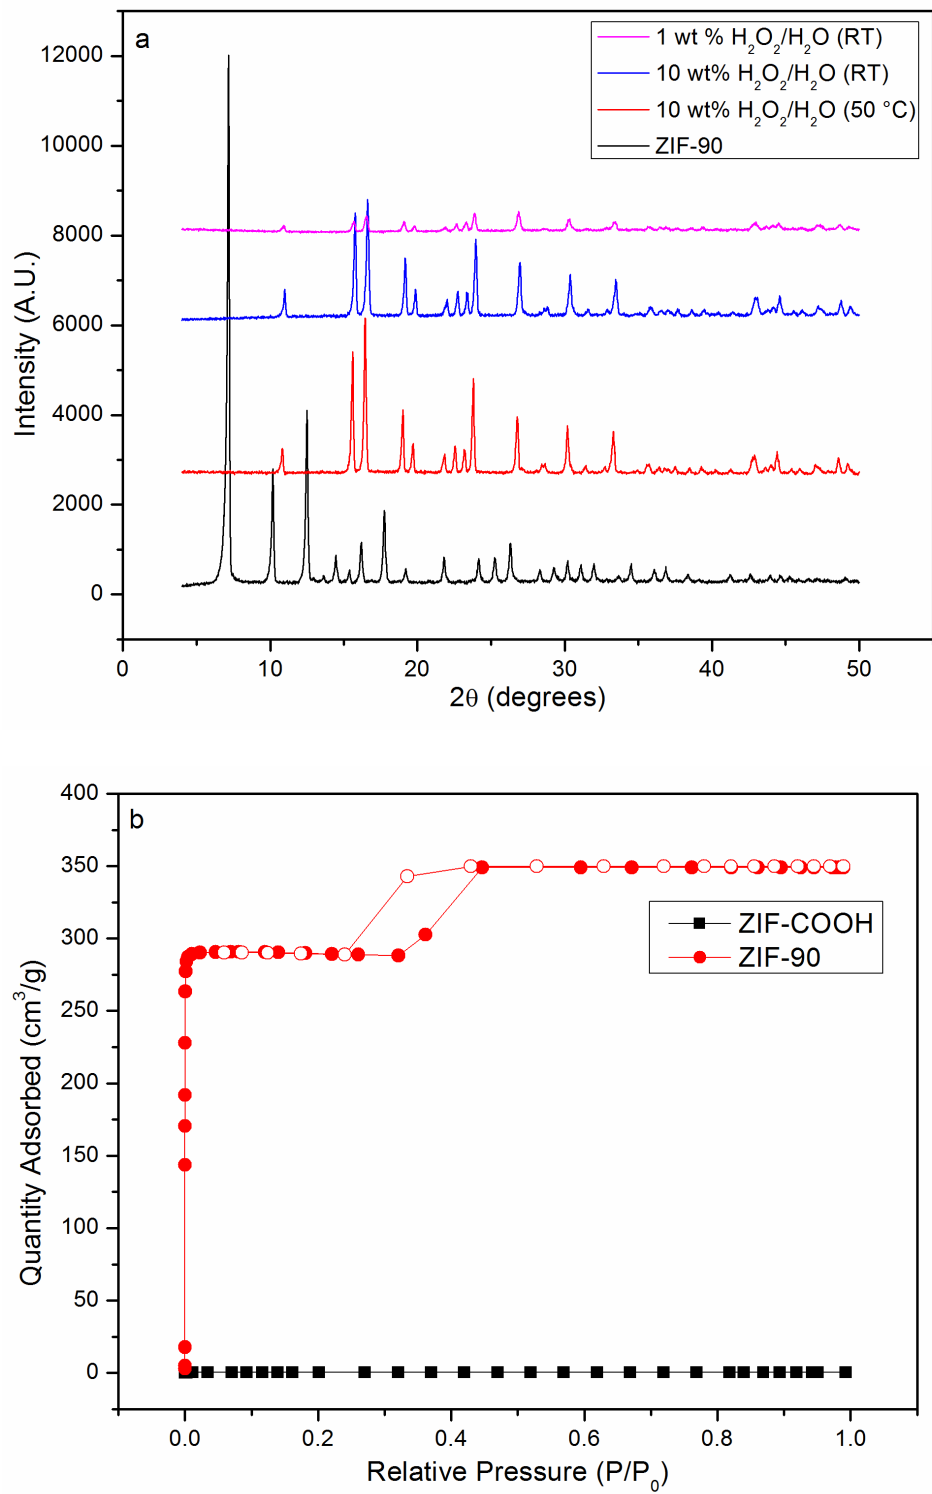 a
1 wt % H₂O₂/H₂O (RT)
10 wt% H₂O₂/H₂O (RT)
10 wt% H₂O₂/H₂O (50 °C)
ZIF-90
12000
10000
8000
6000
4000
2000
0
Intensity (A.U.)
0 10 20 30 40 50
2θ (degrees)
b
400
350
300
250
200
150
100
50
0
Quantity Adsorbed (cm³/g)
ZIF-COOH
ZIF-90
0.0 0.2 0.4 0.6 0.8 1.0
Relative Pressure (P/P₀)